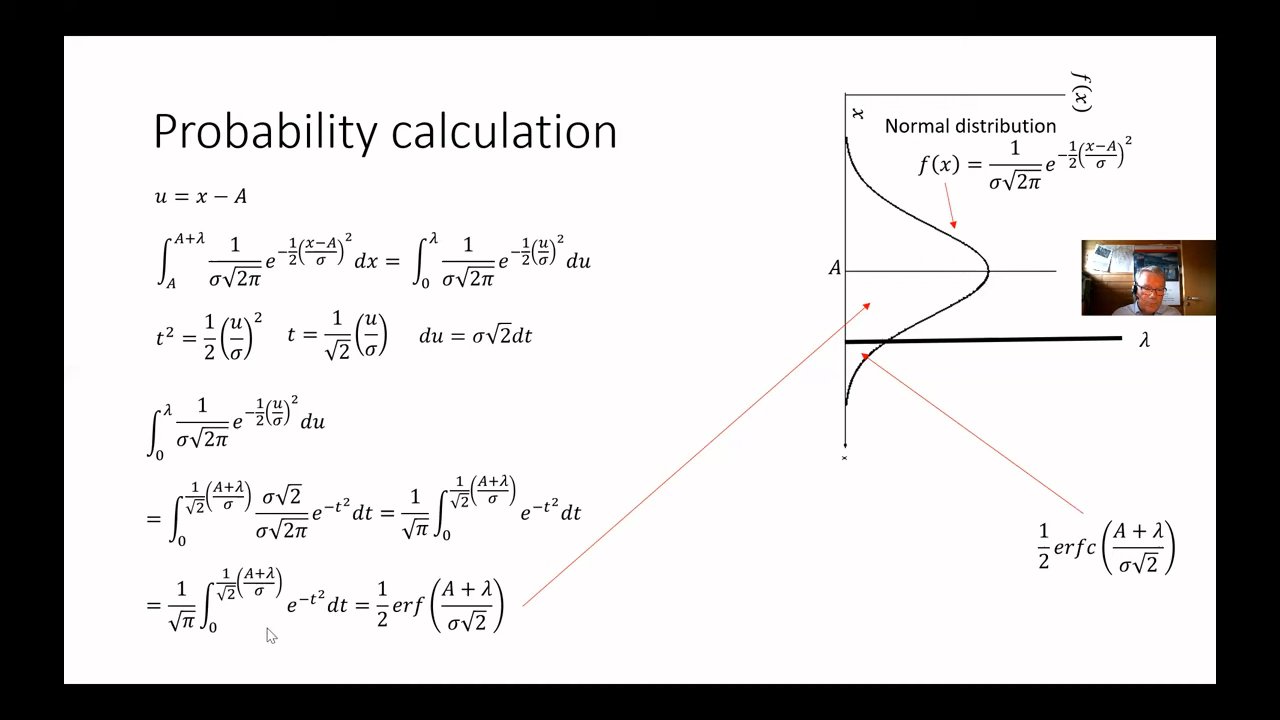 Probability calculation
u = x − A
∫_A^{A+λ} 1/(σ√2π) e^{−1/2((x−A)/σ)^2} dx = ∫_0^λ 1/(σ√2π) e^{−1/2(u/σ)^2} du
t² = 1/2 (u/σ)^2   t = 1/√2 (u/σ)   du = σ√2dt
∫_0^λ 1/(σ√2π) e^{−1/2(u/σ)^2} du
= ∫_0^{1/√2((A+λ)/σ)} σ√2/(σ√2π) e^{−t²} dt = 1/√π ∫_0^{1/√2((A+λ)/σ)} e^{−t²} dt
= 1/√π ∫_0^{1/√2((A+λ)/σ)} e^{−t²} dt = 1/2 erf((A + λ)/(σ√2))
f(x)
x
Normal distribution
f(x) = 1/(σ√2π) e^{−1/2((x−A)/σ)^2}
A
λ
x
1/2 erfc((A + λ)/(σ√2))